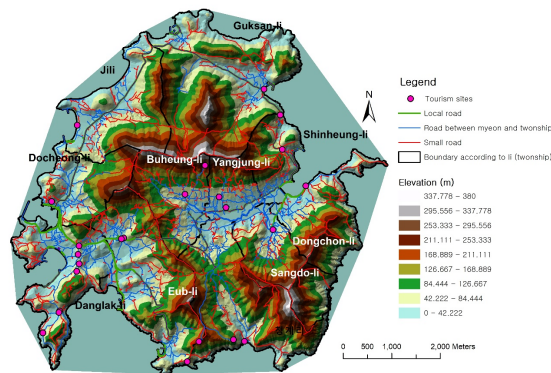 Guksan-li
Jili
Shinheung-li
Docheong-li
Buheung-li
Yangjung-li
Dongchon-li
Sangdo-li
Eub-li
Danglak-li
N
Legend
Tourism sites
Local road
Road between myeon and twonship
Small road
Boundary according to li (twonship)
Elevation (m)
337.778 - 380
295.556 - 337.778
253.333 - 295.556
211.111 - 253.333
168.889 - 211.111
126.667 - 168.889
84.444 - 126.667
42.222 - 84.444
0 - 42.222
0 500 1,000 2,000 Meters